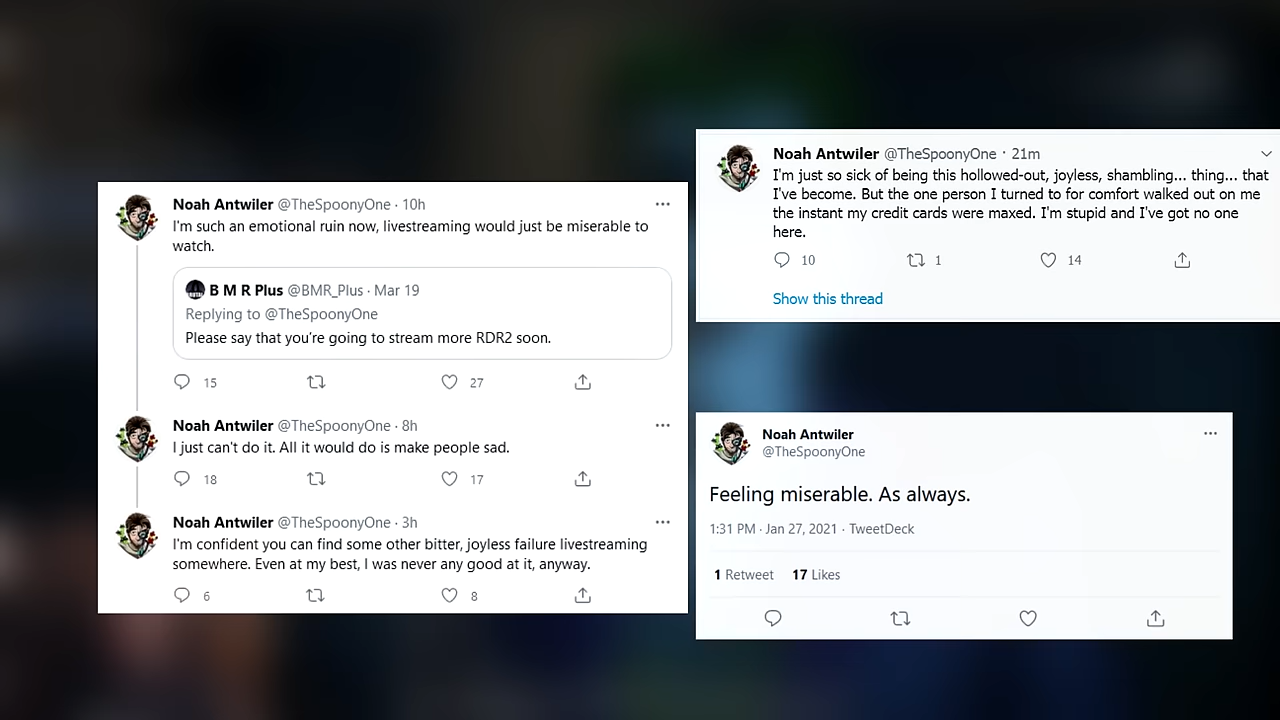 Noah Antwiler @TheSpoonyOne · 10h
I'm such an emotional ruin now, livestreaming would just be miserable to
watch.
B M R Plus @BMR_Plus · Mar 19
Replying to @TheSpoonyOne
Please say that you're going to stream more RDR2 soon.
15 27
Noah Antwiler @TheSpoonyOne · 8h
I just can't do it. All it would do is make people sad.
18 17
Noah Antwiler @TheSpoonyOne · 3h
I'm confident you can find some other bitter, joyless failure livestreaming
somewhere. Even at my best, I was never any good at it, anyway.
6 8
Noah Antwiler @TheSpoonyOne · 21m
I'm just so sick of being this hollowed-out, joyless, shambling... thing... that
I've become. But the one person I turned to for comfort walked out on me
the instant my credit cards were maxed. I'm stupid and I've got no one
here.
10 1 14
Show this thread
Noah Antwiler
@TheSpoonyOne
Feeling miserable. As always.
1:31 PM · Jan 27, 2021 · TweetDeck
1 Retweet 17 Likes